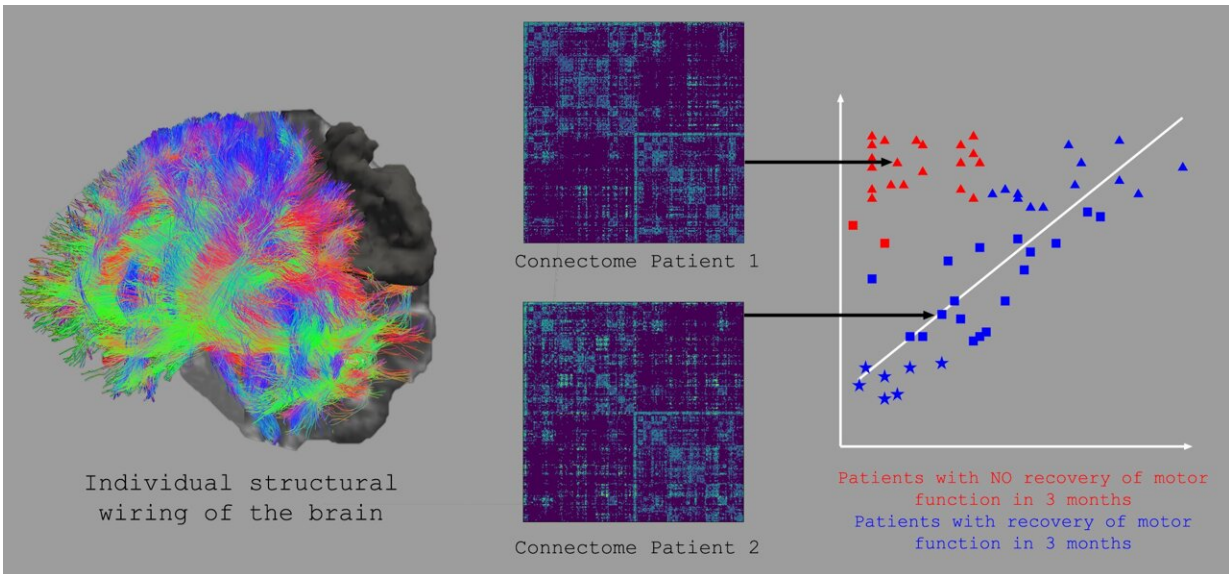 Individual structural
wiring of the brain
Connectome Patient 1
Connectome Patient 2
Patients with NO recovery of motor
function in 3 months
Patients with recovery of motor
function in 3 months